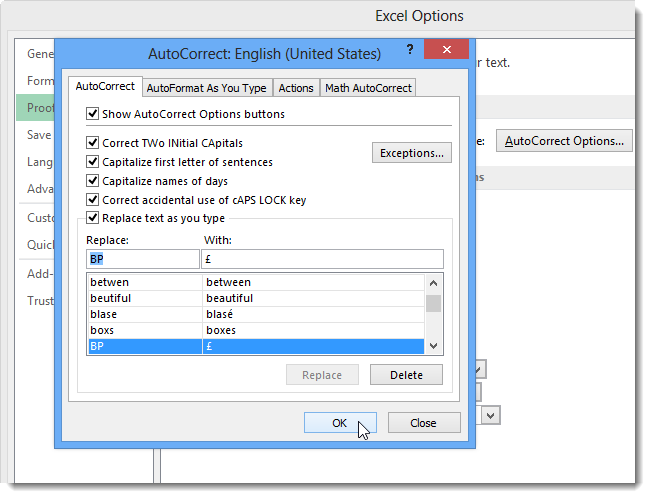 Excel Options
AutoCorrect: English (United States)
?
Gene
Form
Proof
Save
Lang
Adva
Custo
Quick
Add-
Trust
ur text.
AutoCorrect
AutoFormat As You Type
Actions
Math AutoCorrect
Show AutoCorrect Options buttons
e:
AutoCorrect Options...
ns
Correct TWo INitial CApitals
Exceptions...
Capitalize first letter of sentences
Capitalize names of days
Correct accidental use of cAPS LOCK key
Replace text as you type
Replace: With:
BP £
betwen between
beutiful beautiful
blase blasé
boxs boxes
BP £
Replace Delete
OK Close